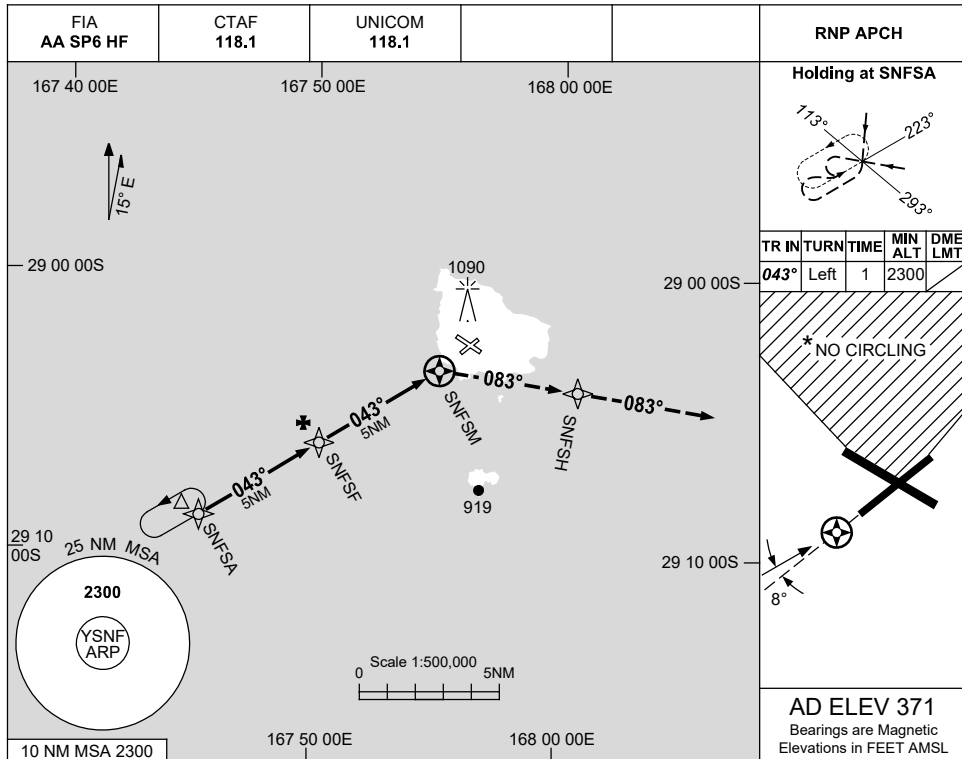 FIA
AA SP6 HF
CTAF
118.1
UNICOM
118.1
RNP APCH
167 40 00E
167 50 00E
168 00 00E
15° E
29 00 00S
29 00 00S
1090
043°
5NM
043°
5NM
083°
083°
SNFSA
SNFSF
SNFSM
SNFSH
919
29 10
00S
29 10 00S
25 NM MSA
2300
YSNF
ARP
Scale 1:500,000
0
5NM
10 NM MSA 2300
167 50 00E
168 00 00E
Holding at SNFSA
113°
223°
293°
TR IN
TURN
TIME
MIN
ALT
DME
LMT
043°
Left
1
2300
*NO CIRCLING
8°
AD ELEV 371
Bearings are Magnetic
Elevations in FEET AMSL